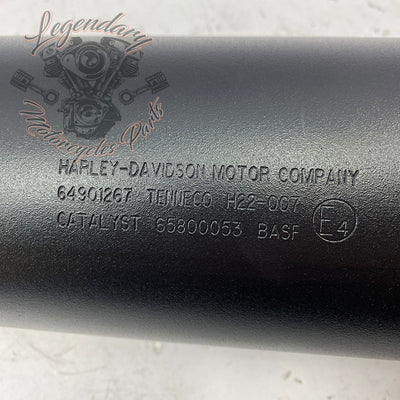 Legendary
Motorcycles Parts
HARLEY-DAVIDSON MOTOR COMPANY
64901267 TENNECO H22-007
CATALYST 65800053 BASF E4